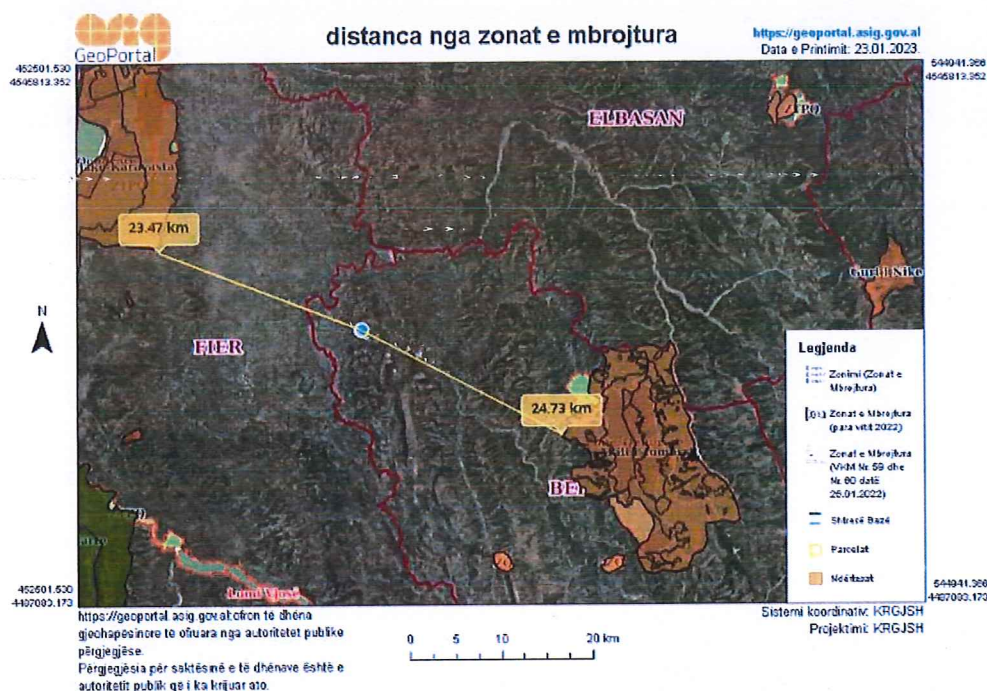 GeoPortal
distanca nga zonat e mbrojtura
https://geoportal.asig.gov.al
Data e Printimit: 23.01.2023.
452501.530
4545813.352
544941.366
4545813.352
ELBASAN
ZTPQ
23.47 km
Guri i Nike
FIER
24.73 km
BE
Lumi Vjosë
Legjenda
Zonimi (Zonat e Mbrojtura)
Zonat e Mbrojtura
(para vitit 2022)
Zonat e Mbrojtura
(VKM Nr. 59 dhe
Nr. 60 datë
26.01.2022)
Shtresë Bazë
Parcelat
Ndërtesat
N
452501.530
544941.366
https://geoportal.asig.gov.al ofron të dhëna
gjeohapësinore të ofruara nga autoritetet publike
përgjegjëse.
Përgjegjësia për saktësinë e të dhënave është e
autoritetit publik që i ka krijuar ato.
0 5 10 20 km
Sistemi koordinativ: KRGJSH
Projektimi: KRGJSH